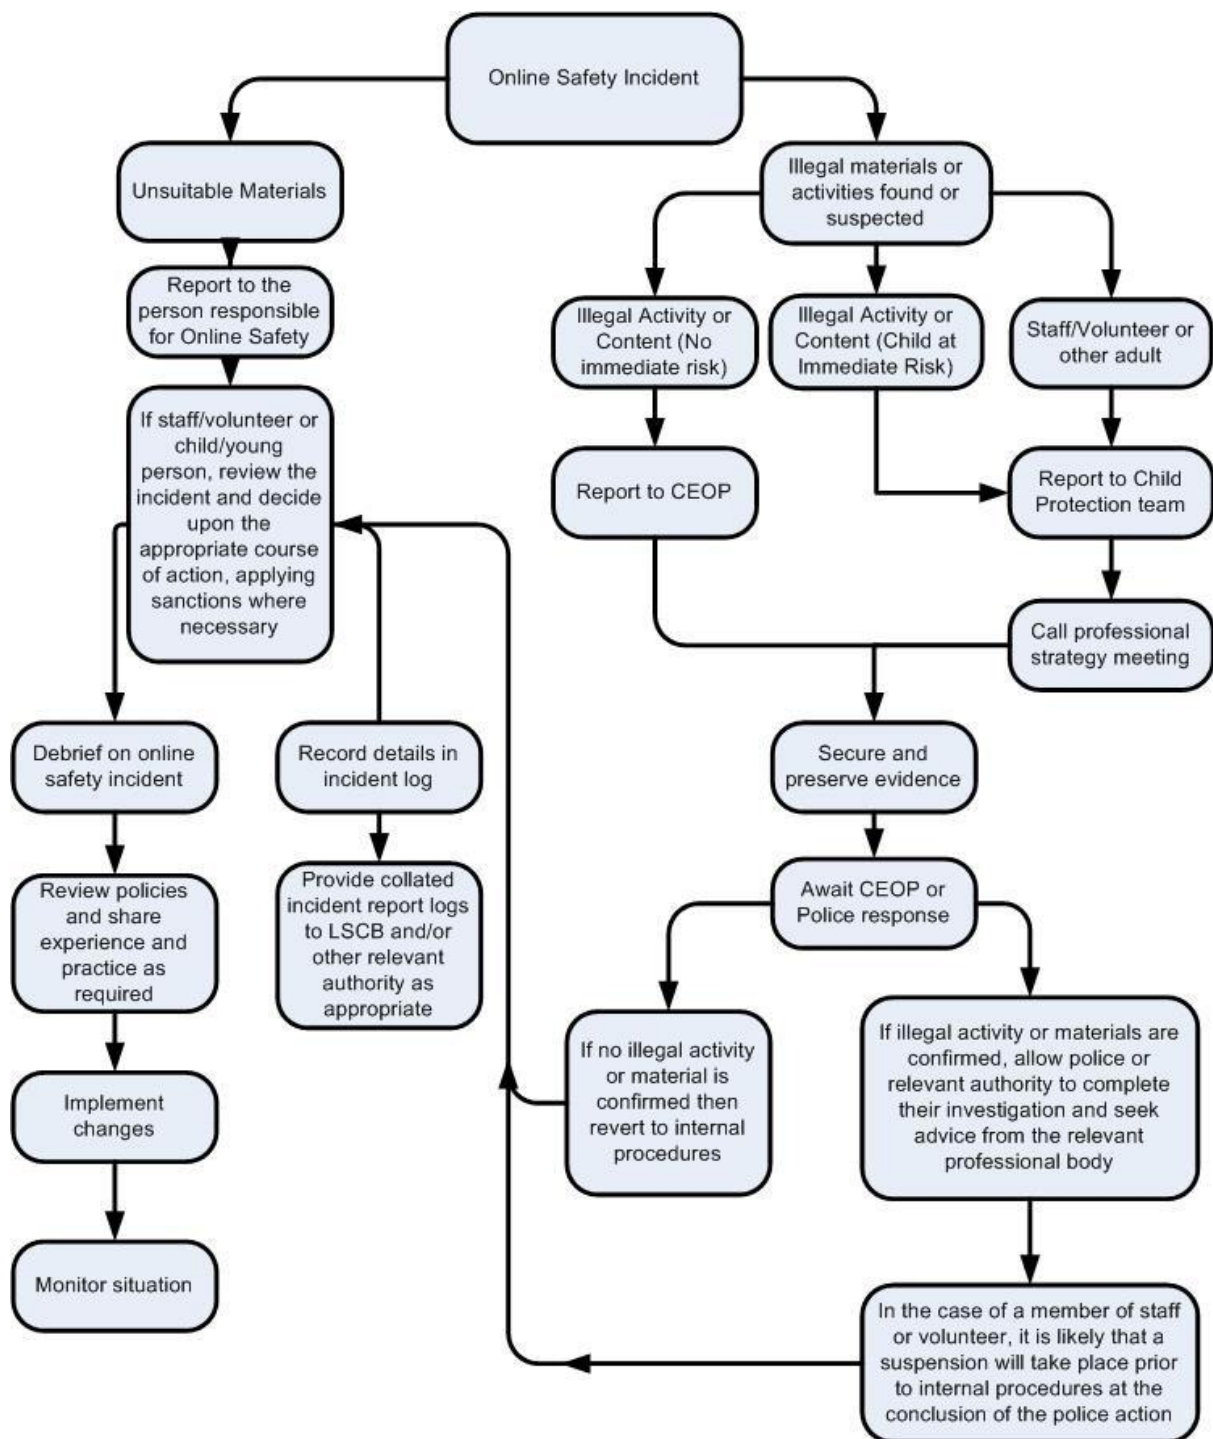 Online Safety Incident
Unsuitable Materials
Illegal materials or
activities found or
suspected
Report to the
person responsible
for Online Safety
Illegal Activity or
Content (No
immediate risk)
Illegal Activity or
Content (Child at
Immediate Risk)
Staff/Volunteer or
other adult
If staff/volunteer or
child/young
person, review the
incident and decide
upon the
appropriate course
of action, applying
sanctions where
necessary
Report to CEOP
Report to Child
Protection team
Call professional
strategy meeting
Debrief on online
safety incident
Record details in
incident log
Secure and
preserve evidence
Review policies
and share
experience and
practice as
required
Provide collated
incident report logs
to LSCB and/or
other relevant
authority as
appropriate
Await CEOP or
Police response
If no illegal activity
or material is
confirmed then
revert to internal
procedures
If illegal activity or materials are
confirmed, allow police or
relevant authority to complete
their investigation and seek
advice from the relevant
professional body
Implement
changes
Monitor situation
In the case of a member of staff
or volunteer, it is likely that a
suspension will take place prior
to internal procedures at the
conclusion of the police action